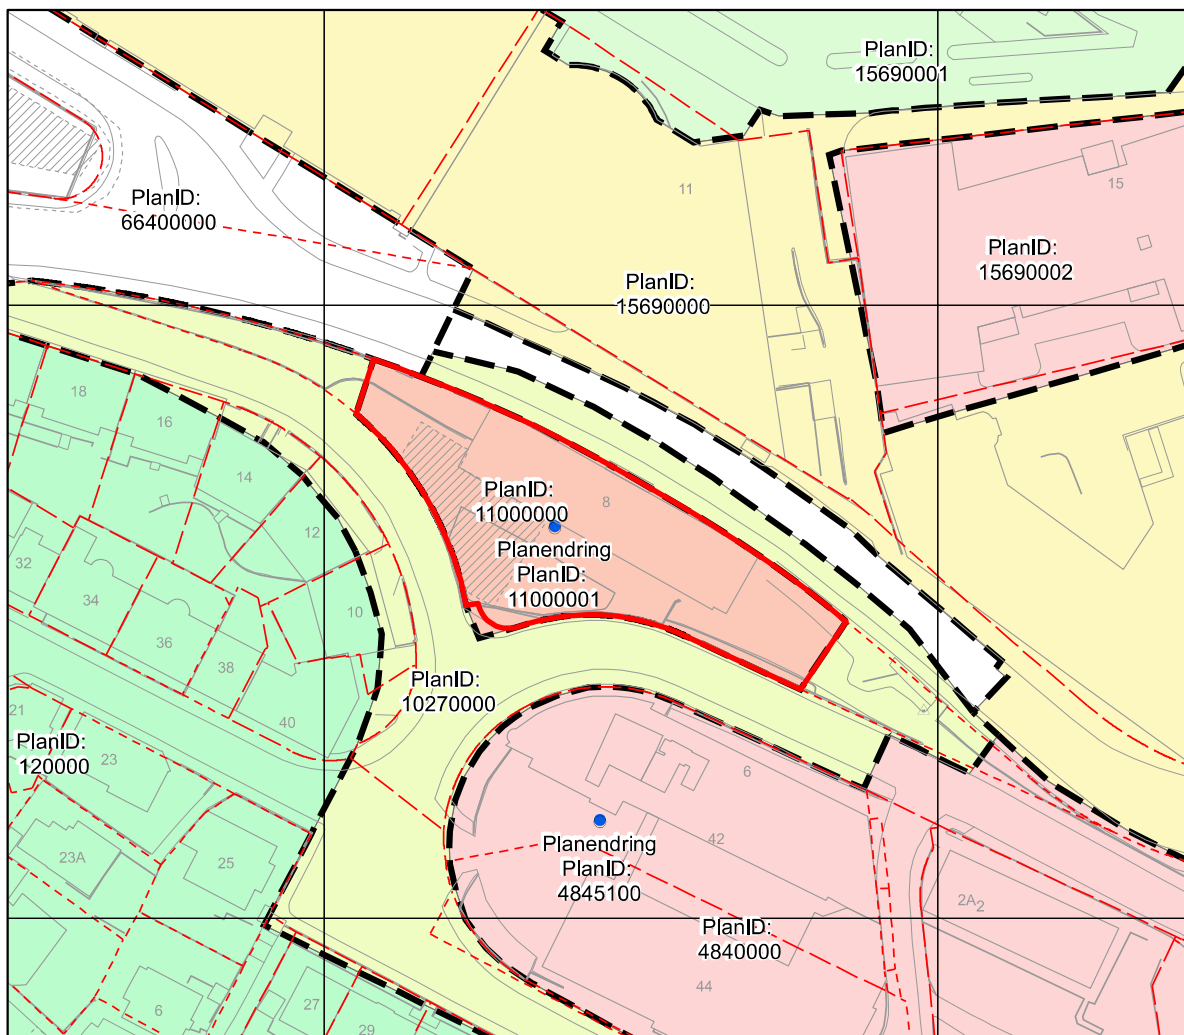 PlanID:
15690001
11
15
PlanID:
66400000
PlanID:
15690002
PlanID:
15690000
18
16
14
12
PlanID:
11000000
8
Planendring
PlanID:
11000001
32
34
36
38
10
40
PlanID:
10270000
21
PlanID:
120000
23
6
42
Planendring
PlanID:
4845100
23A
25
2A2
PlanID:
4840000
44
6
27
29